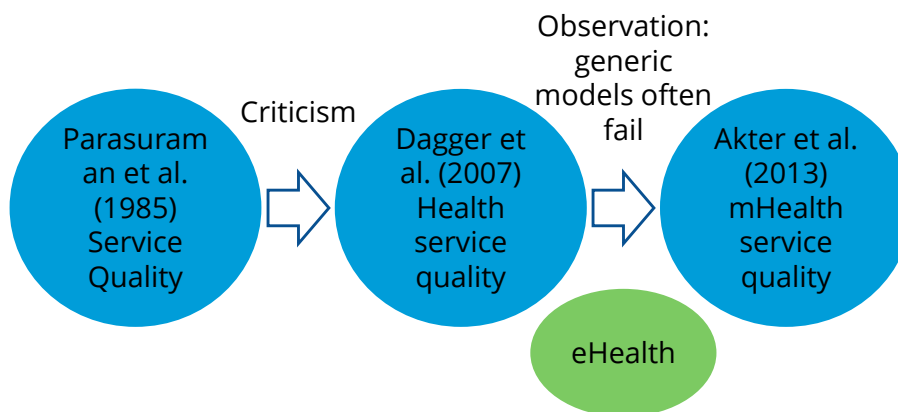 Parasuram
an et al.
(1985)
Service
Quality
Criticism
Dagger et
al. (2007)
Health
service
quality
Observation:
generic
models often
fail
Akter et al.
(2013)
mHealth
service
quality
eHealth